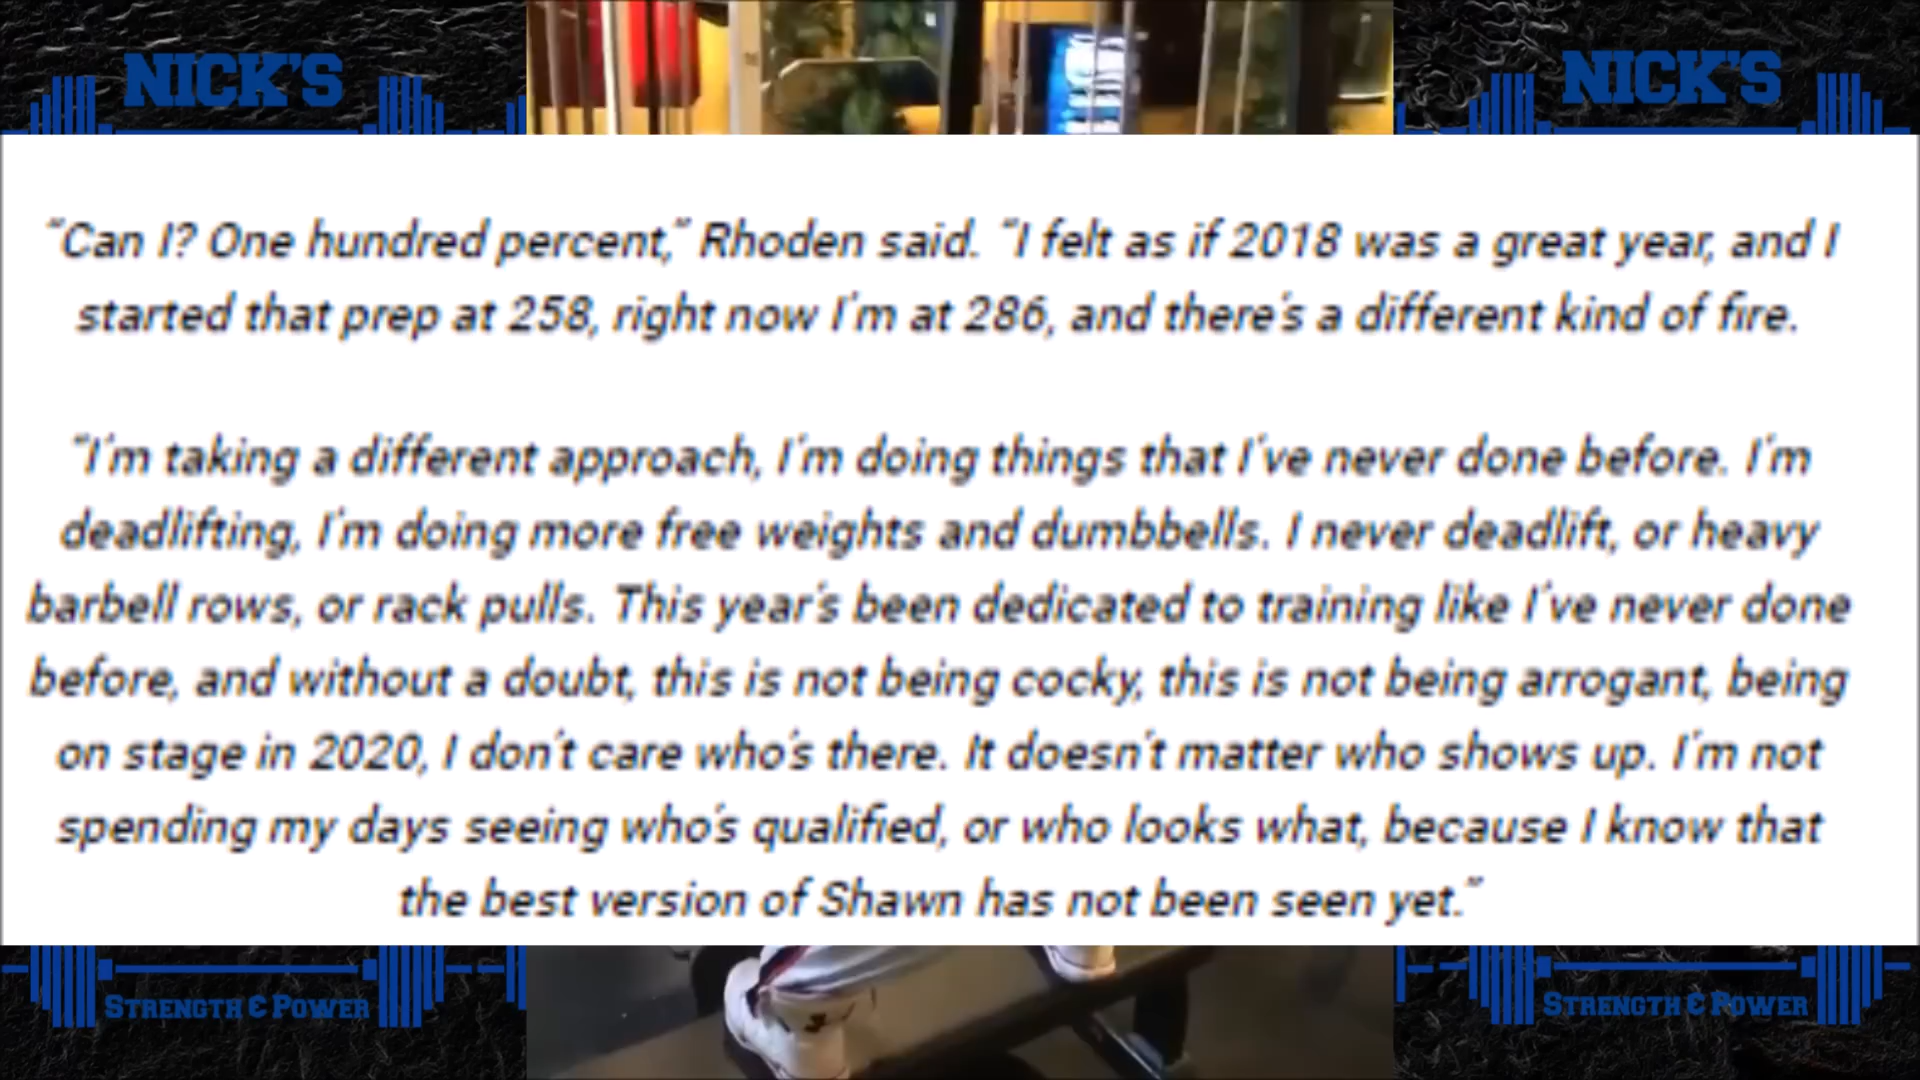 NICK'S
NICK'S
"Can I? One hundred percent," Rhoden said. "I felt as if 2018 was a great year, and I
started that prep at 258, right now I'm at 286, and there's a different kind of fire.
"I'm taking a different approach, I'm doing things that I've never done before. I'm
deadlifting, I'm doing more free weights and dumbbells. I never deadlift, or heavy
barbell rows, or rack pulls. This year's been dedicated to training like I've never done
before, and without a doubt, this is not being cocky, this is not being arrogant, being
on stage in 2020, I don't care who's there. It doesn't matter who shows up. I'm not
spending my days seeing who's qualified, or who looks what, because I know that
the best version of Shawn has not been seen yet."
STRENGTH & POWER
STRENGTH & POWER